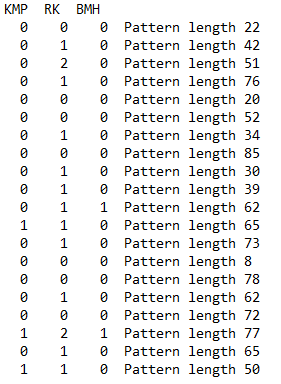 KMP RK BMH
0 0 0 Pattern length 22
0 1 0 Pattern length 42
0 2 0 Pattern length 51
0 1 0 Pattern length 76
0 0 0 Pattern length 20
0 0 0 Pattern length 52
0 1 0 Pattern length 34
0 0 0 Pattern length 85
0 1 0 Pattern length 30
0 1 0 Pattern length 39
0 1 1 Pattern length 62
1 1 0 Pattern length 65
0 1 0 Pattern length 73
0 0 0 Pattern length 8
0 0 0 Pattern length 78
0 1 0 Pattern length 62
0 0 0 Pattern length 72
1 2 1 Pattern length 77
0 1 0 Pattern length 65
1 1 0 Pattern length 50